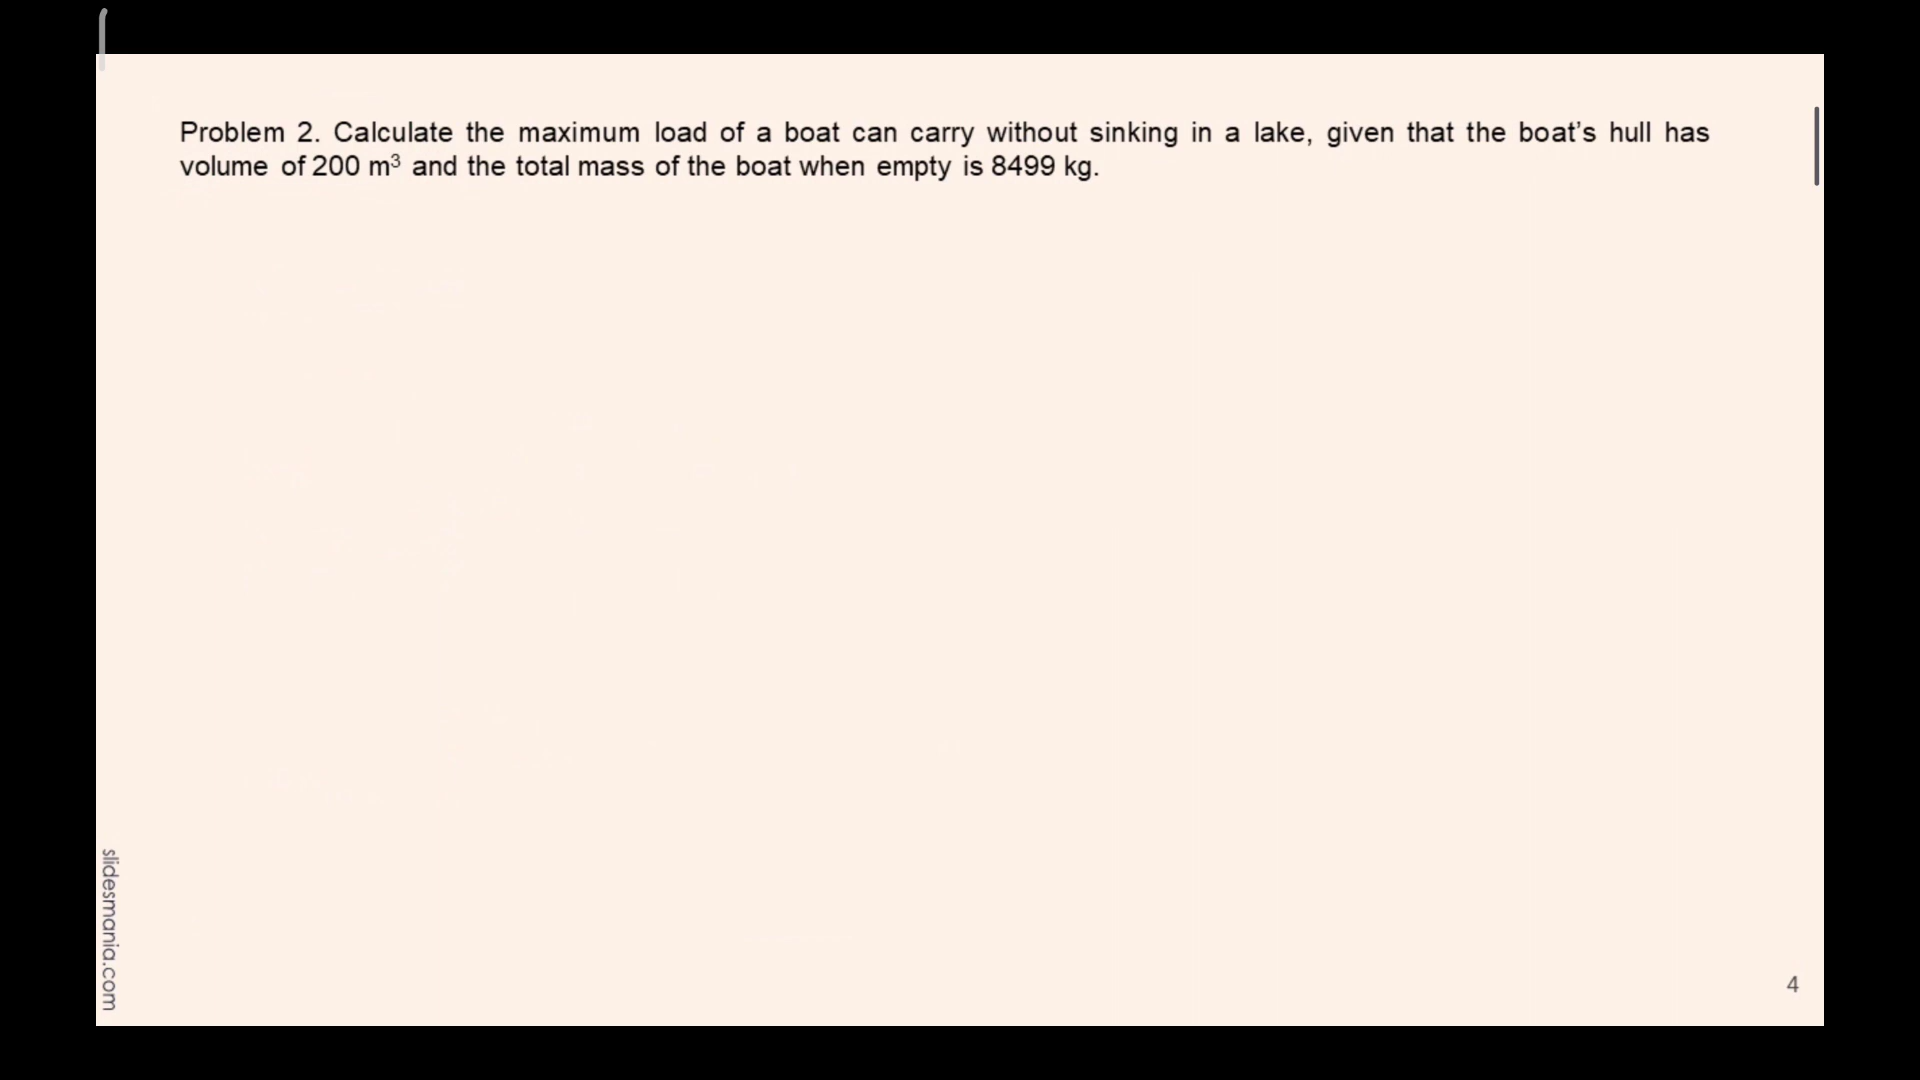 Problem 2. Calculate the maximum load of a boat can carry without sinking in a lake, given that the boat’s hull has
volume of 200 m³ and the total mass of the boat when empty is 8499 kg.
slidesmania.com
4